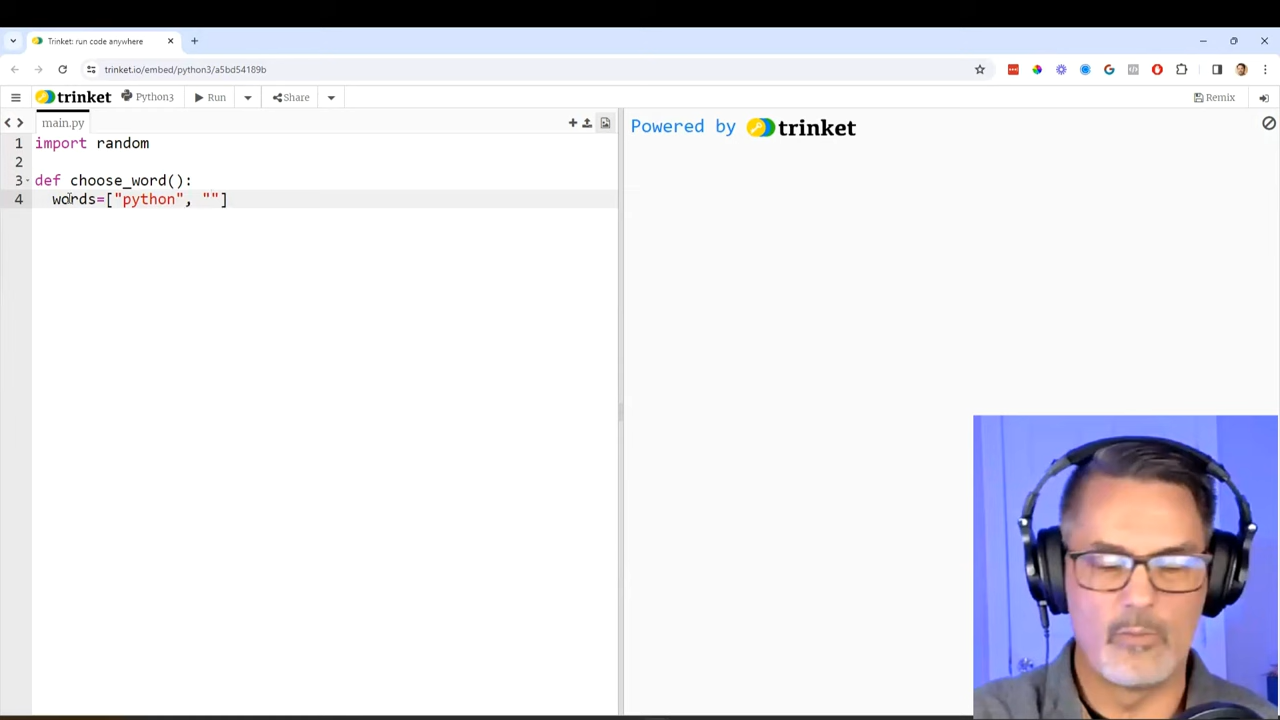 Trinket: run code anywhere
trinket.io/embed/python3/a5bd54189b
trinket Python3 Run Share Remix
main.py
Powered by trinket
1 import random
2
3 def choose_word():
4 words=["python", ""]